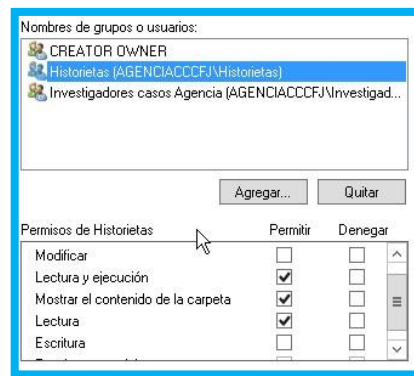 Nombres de grupos o usuarios:
CREATOR OWNER
Historietas (AGENCIACCCFJ\Historietas)
Investigadores casos Agencia (AGENCIACCCFJ\Investigad...
Agregar... Quitar
Permisos de Historietas Permitir Denegar
Modificar
Lectura y ejecución
Mostrar el contenido de la carpeta
Lectura
Escritura